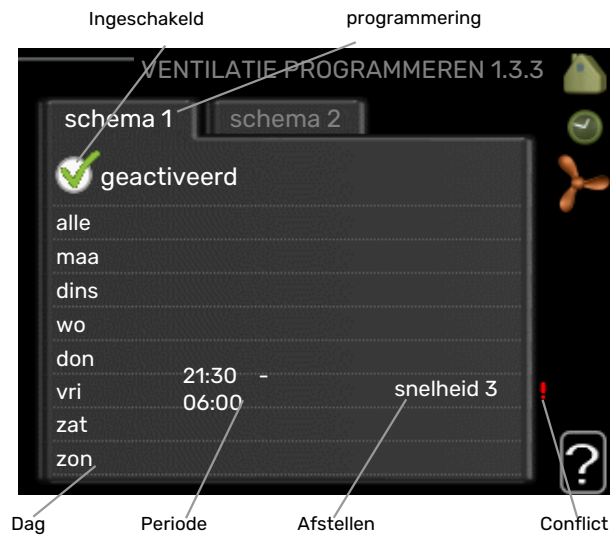 Ingeschakeld programmering
VENTILATIE PROGRAMMEREN 1.3.3
schema 1 schema 2
geactiveerd
alle
maa
dins
wo
don
vri 21:30 - snelheid 3 !
06:00
zat
zon
?
Dag Periode Afstellen Conflict